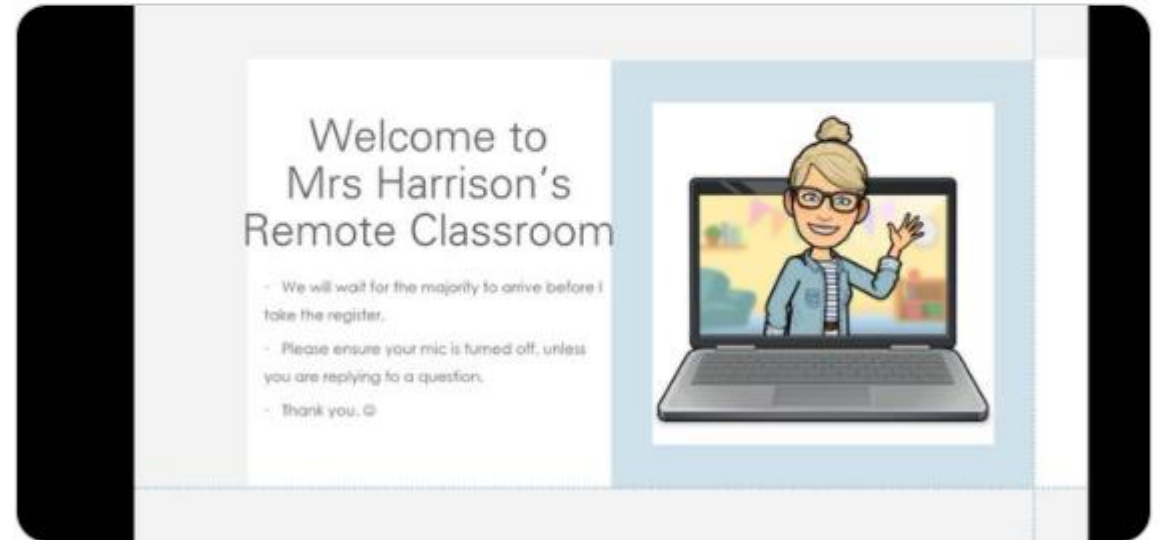 Welcome to
Mrs Harrison's
Remote Classroom
- We will wait for the majority to arrive before I
take the register.
- Please ensure your mic is turned off, unless
you are replying to a question.
- Thank you. ☺